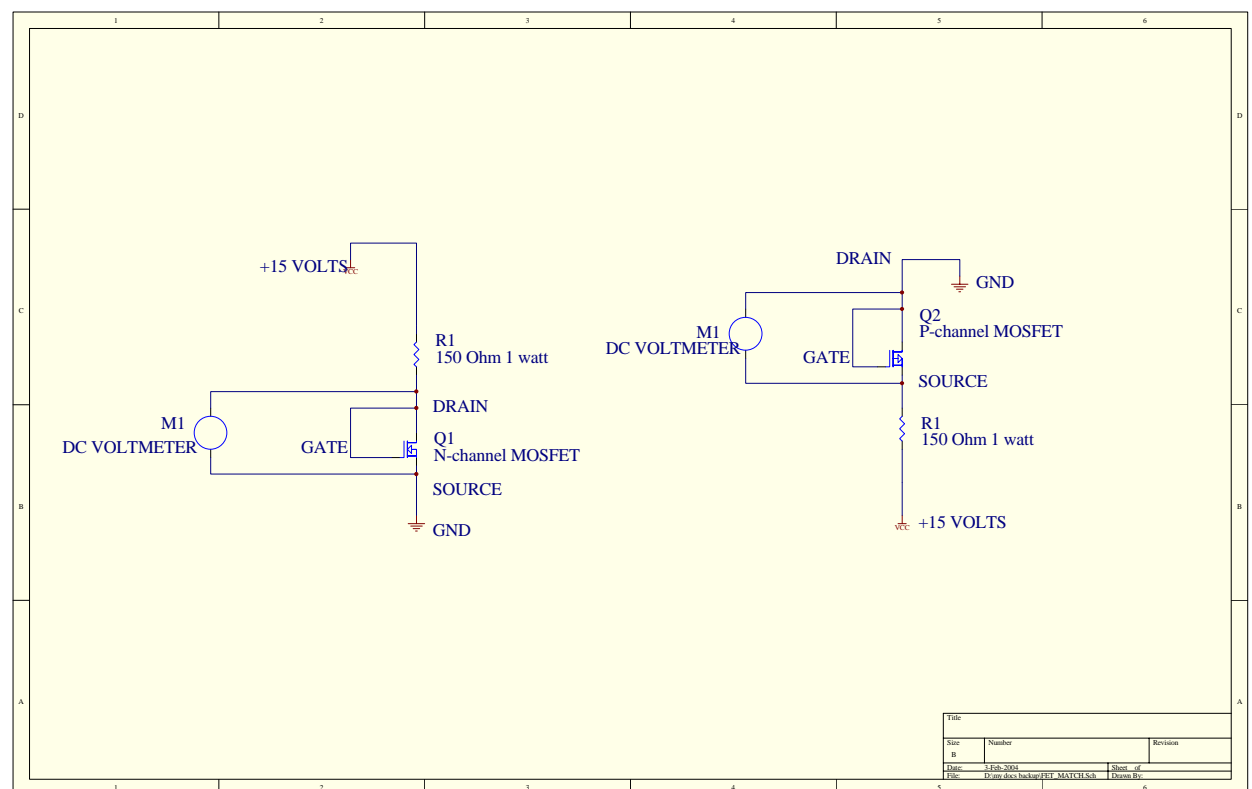 1 2 3 4 5 6
D D
+15 VOLTS
VCC
R1
150 Ohm 1 watt
M1
DC VOLTMETER
DRAIN
GATE
Q1
N-channel MOSFET
SOURCE
GND
DRAIN
GND
M1
DC VOLTMETER
Q2
P-channel MOSFET
GATE
SOURCE
R1
150 Ohm 1 watt
VCC
+15 VOLTS
C C
B B
A A
Title
Size Number Revision
B
Date: 3-Feb-2004 Sheet of
File: D:\my docs backup\FET_MATCH.Sch Drawn By:
1 2 3 4 5 6